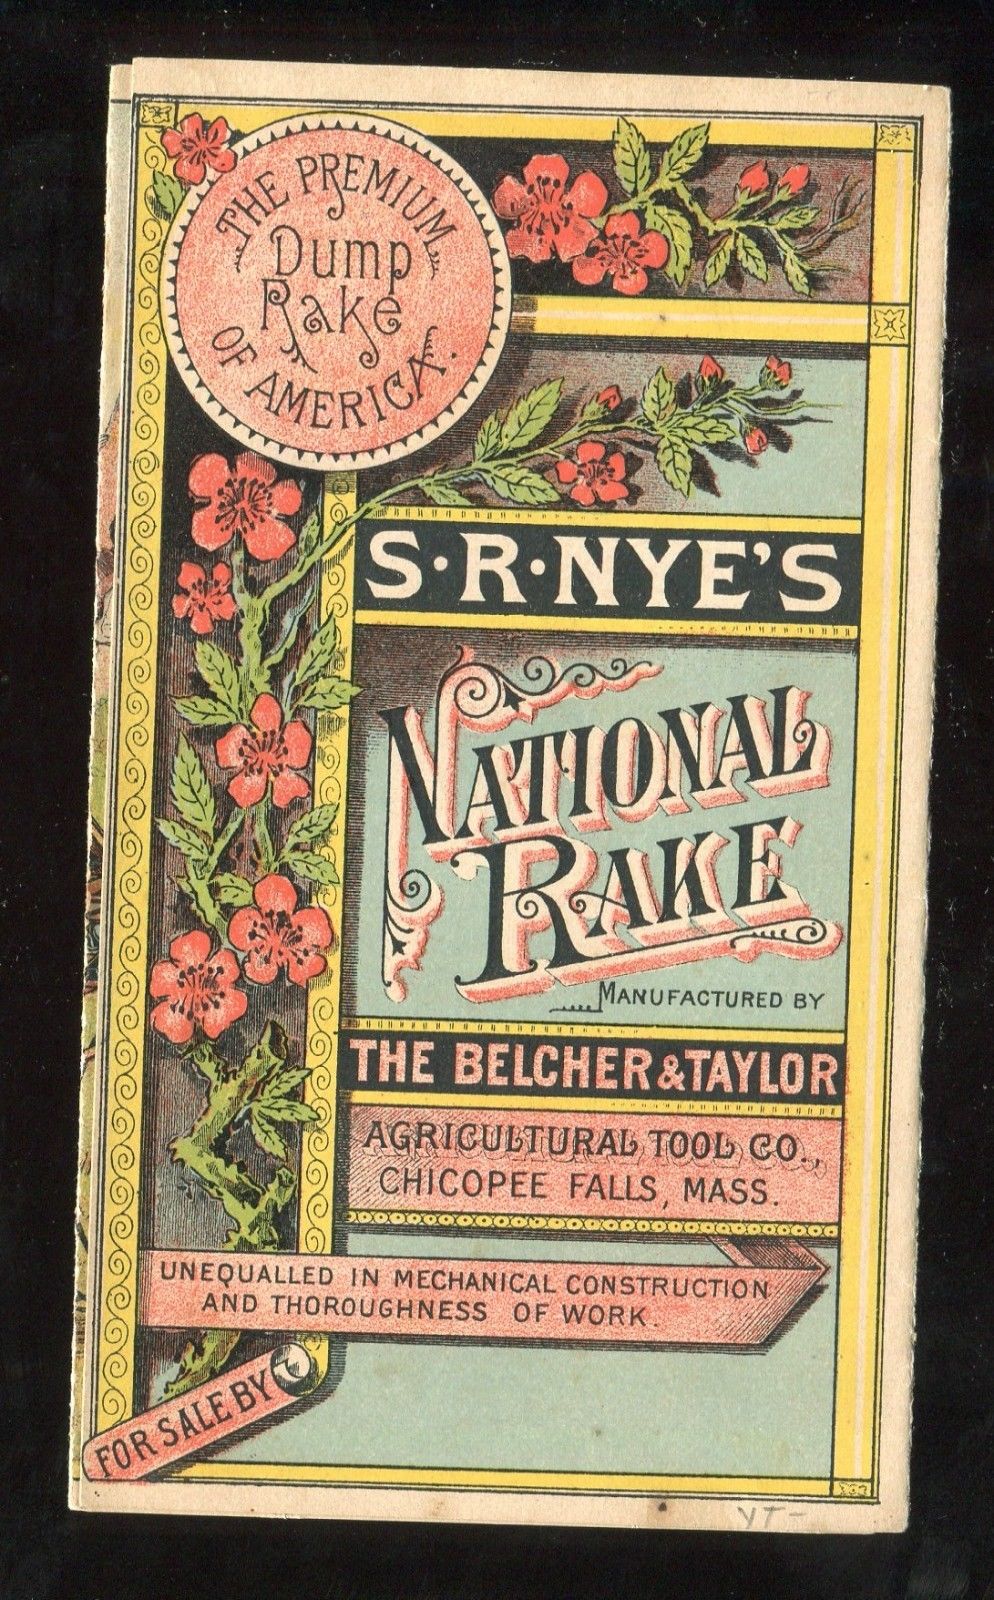 THE PREMIUM
Dump
Rake
OF AMERICA.
S·R·NYE'S
NATIONAL
RAKE
MANUFACTURED BY
THE BELCHER & TAYLOR
AGRICULTURAL TOOL CO.,
CHICOPEE FALLS, MASS.
UNEQUALLED IN MECHANICAL CONSTRUCTION
AND THOROUGHNESS OF WORK.
FOR SALE BY